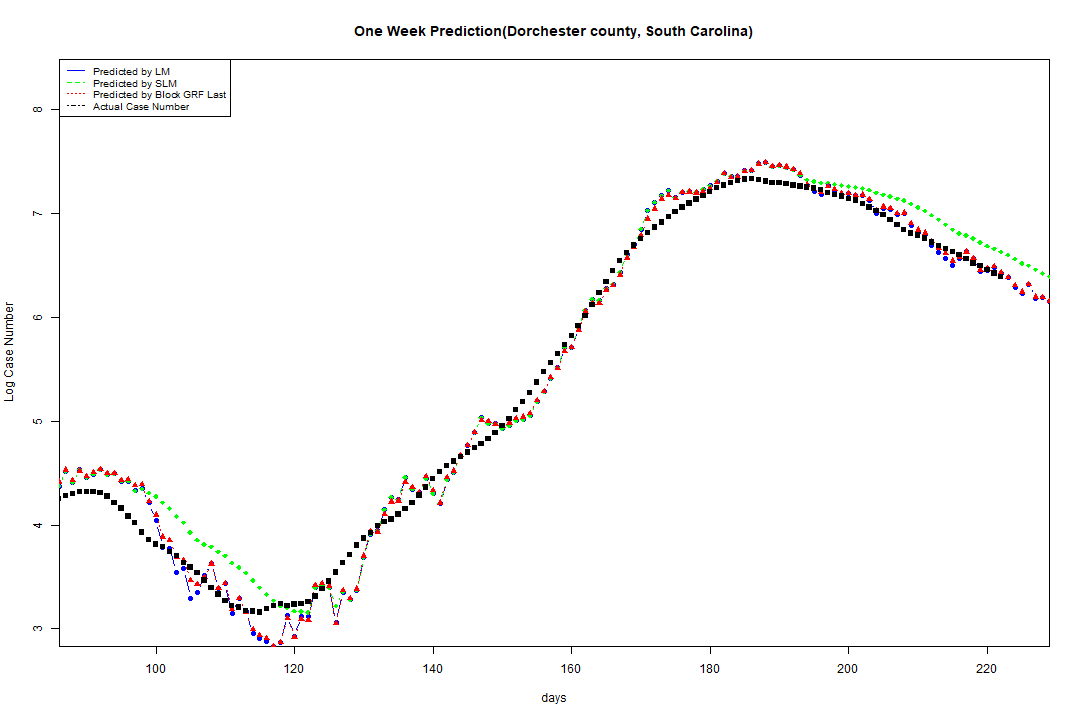 One Week Prediction(Dorchester county, South Carolina)
Predicted by LM
Predicted by SLM
Predicted by Block GRF Last
Actual Case Number
8
7
6
5
4
3
Log Case Number
100 120 140 160 180 200 220
days